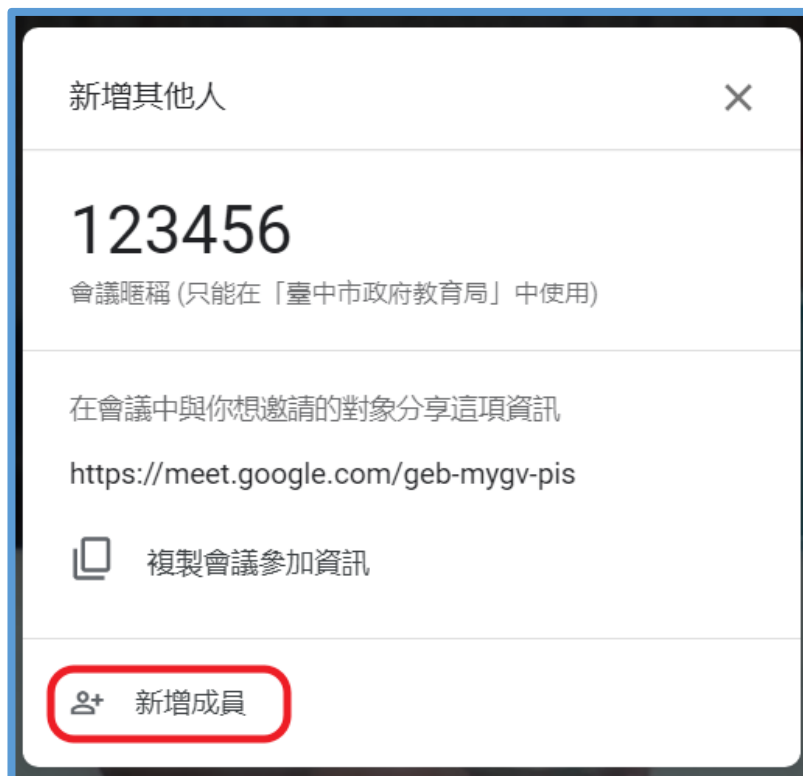 新增其他人
123456
會議暱稱 (只能在「臺中市政府教育局」中使用)
在會議中與你想邀請的對象分享這項資訊
https://meet.google.com/geb-mygv-pis
複製會議參加資訊
新增成員